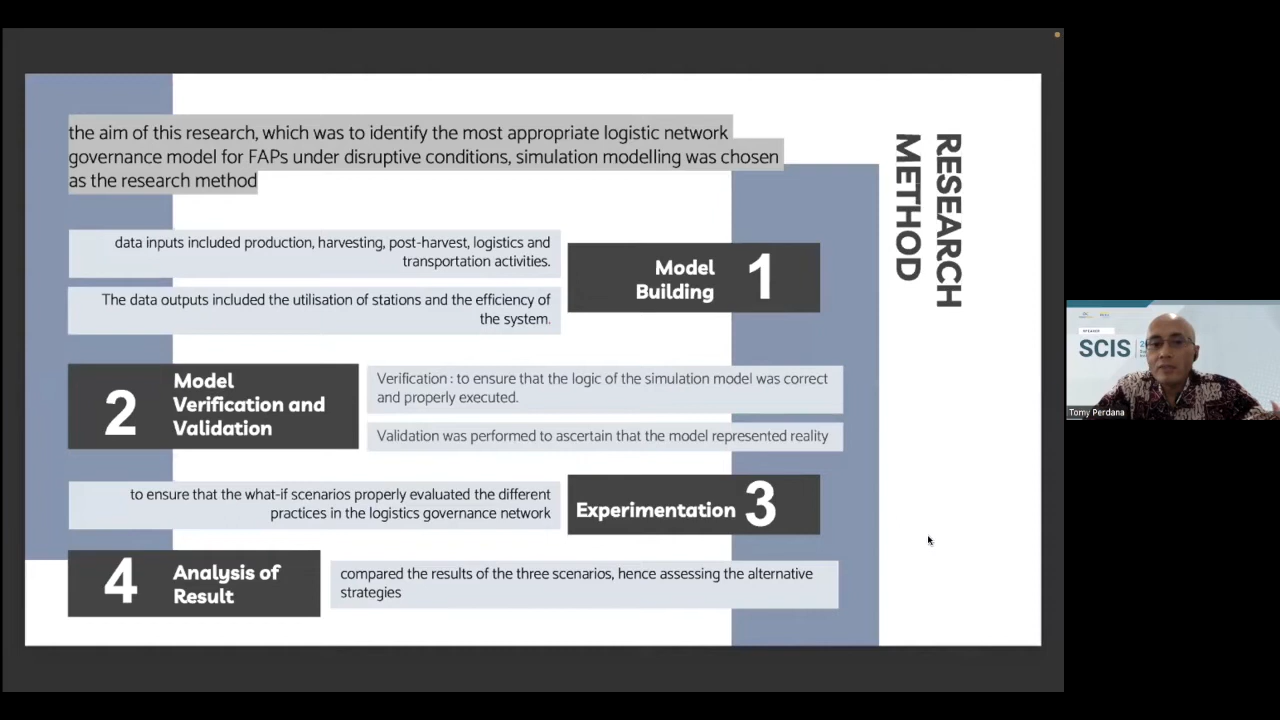 the aim of this research, which was to identify the most appropriate logistic network
governance model for FAPs under disruptive conditions, simulation modelling was chosen
as the research method
RESEARCH
METHOD
data inputs included production, harvesting, post-harvest, logistics and
transportation activities.
The data outputs included the utilisation of stations and the efficiency of
the system.
Model
Building
1
2
Model
Verification and
Validation
Verification : to ensure that the logic of the simulation model was correct
and properly executed.
Validation was performed to ascertain that the model represented reality
to ensure that the what-if scenarios properly evaluated the different
practices in the logistics governance network
Experimentation 3
4
Analysis of
Result
compared the results of the three scenarios, hence assessing the alternative
strategies
SCIS
Tomy Perdana